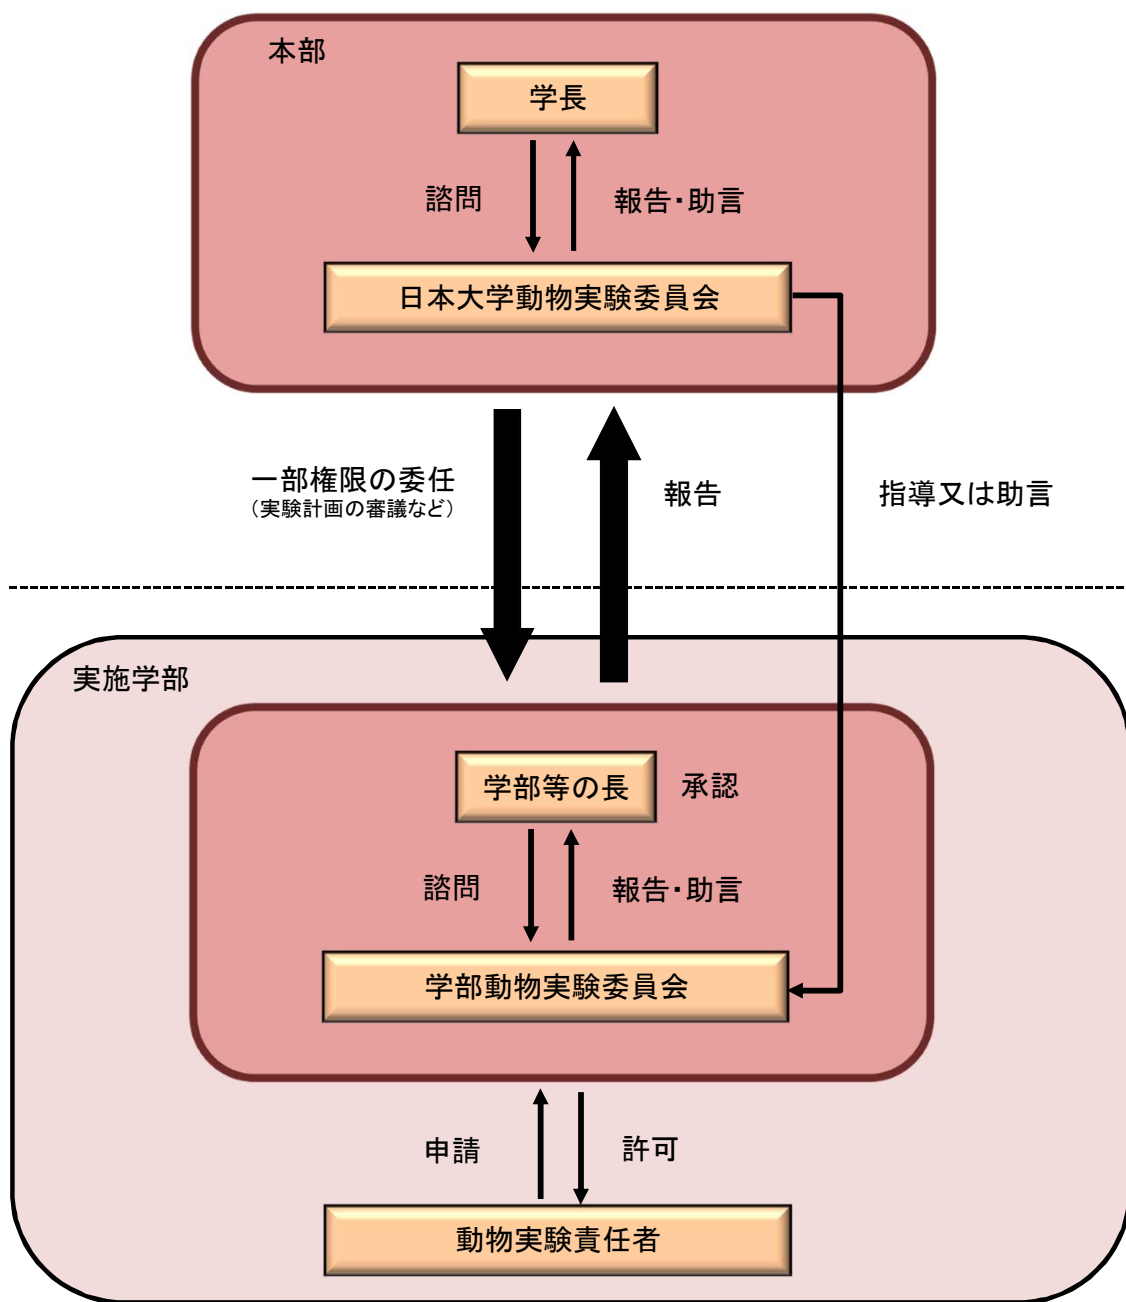 本部
学長
諮問
報告・助言
日本大学動物実験委員会
一部権限の委任
（実験計画の審議など）
報告
指導又は助言
実施学部
学部等の長
承認
諮問
報告・助言
学部動物実験委員会
申請
許可
動物実験責任者